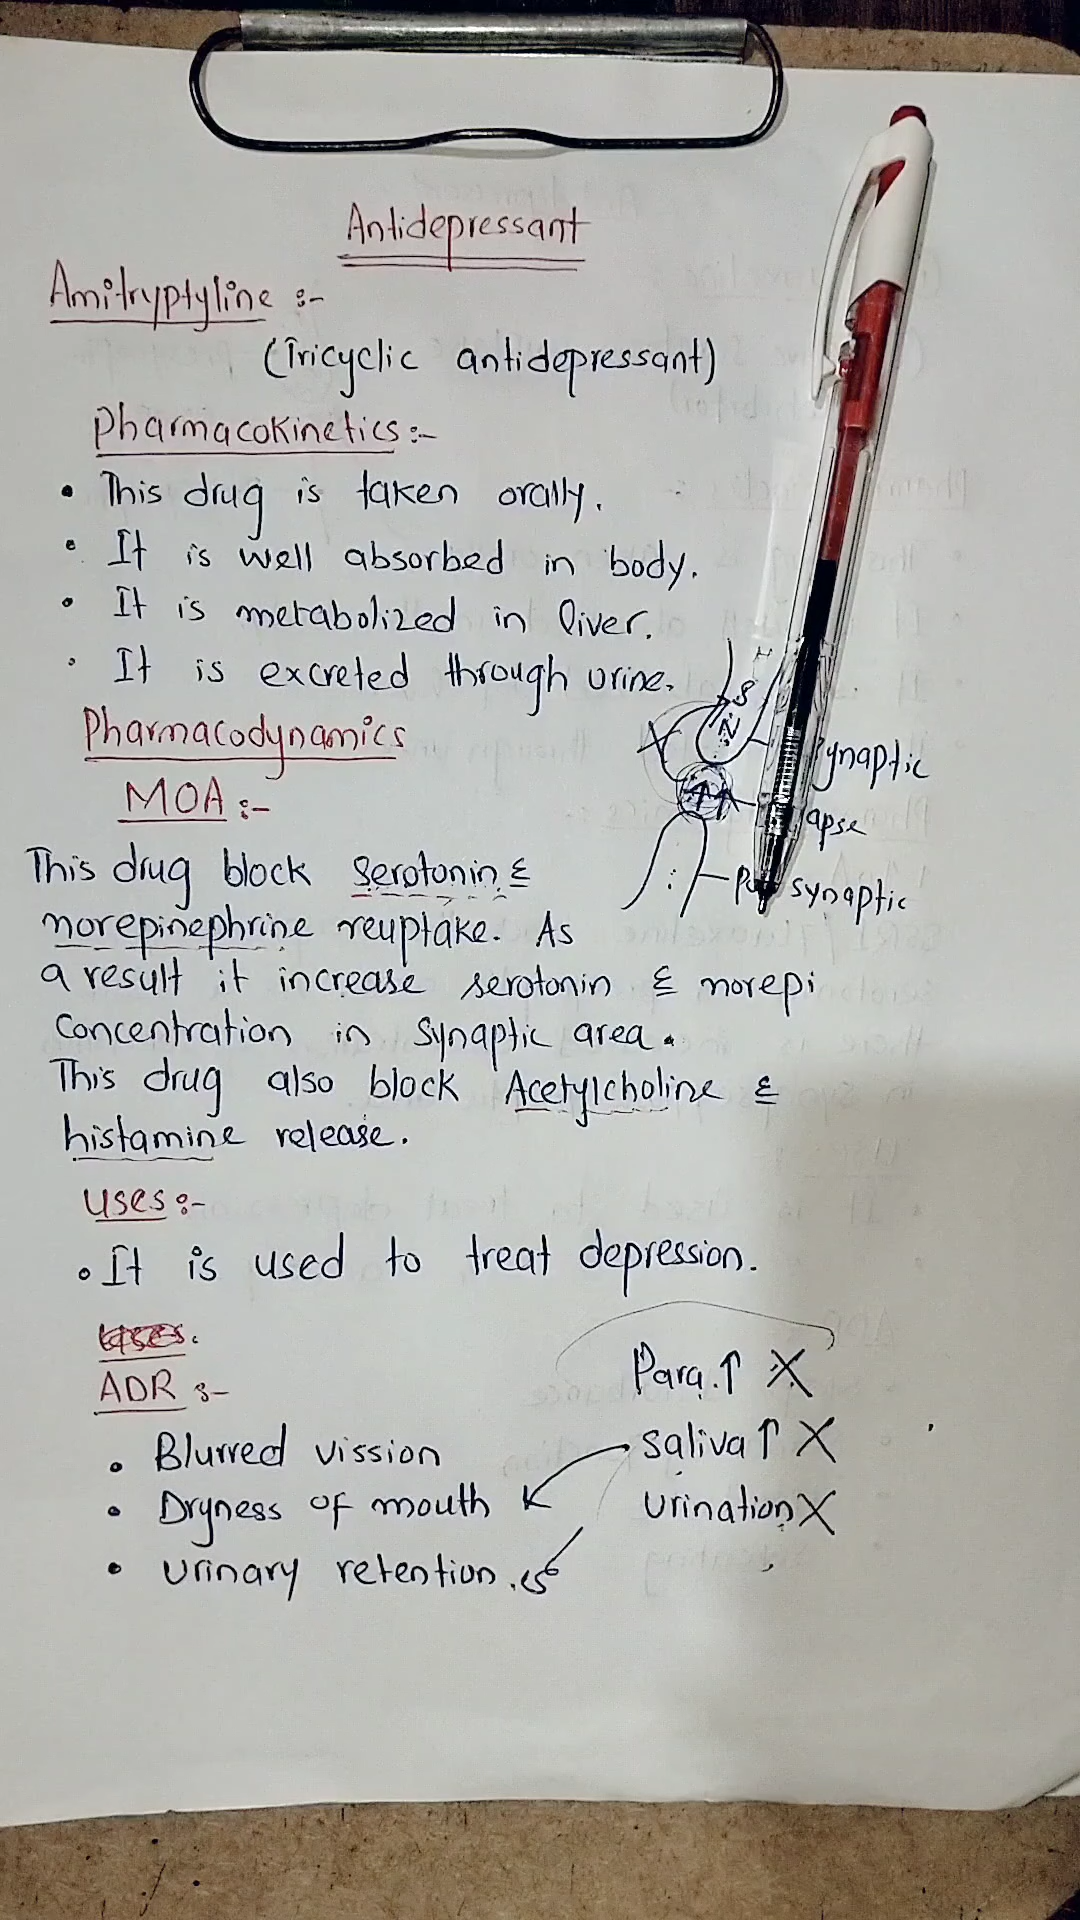 Antidepressant
Amitryptyline :-
(Tricyclic antidepressant)
Pharmacokinetics :-
• This drug is taken orally.
• It is well absorbed in body.
• It is metabolized in liver.
• It is excreted through urine.
Pharmacodynamics
MOA :-
S
N
synaptic
apse
synaptic
This drug block serotonin &
norepinephrine reuptake. As
a result it increase serotonin & norepi
concentration in synaptic area.
This drug also block Acetylcholine &
histamine release.
Uses :-
• It is used to treat depression.
ADR :-
Para. ↑ X
• Blurred vission
saliva ↑ X
• Dryness of mouth
urination X
• urinary retention.